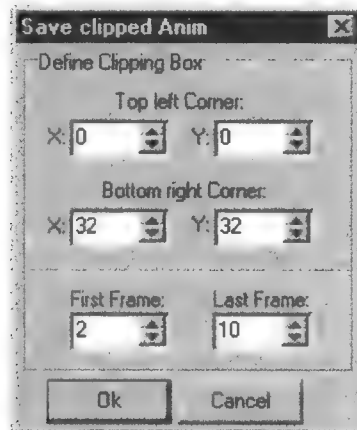 Save clipped Anim
Define Clipping Box
Top left Corner:
X: 0 Y: 0
Bottom right Corner:
X: 32 Y: 32
First Frame: Last Frame:
2 10
Ok Cancel